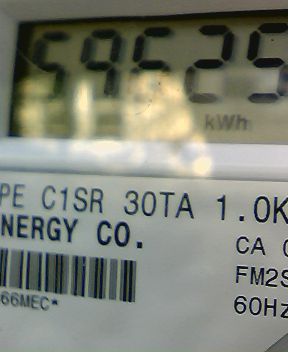 59525
kWh
PE C1SR 30TA 1.0K
NERGY CO.
CA
FM2S
66MEC*
60Hz